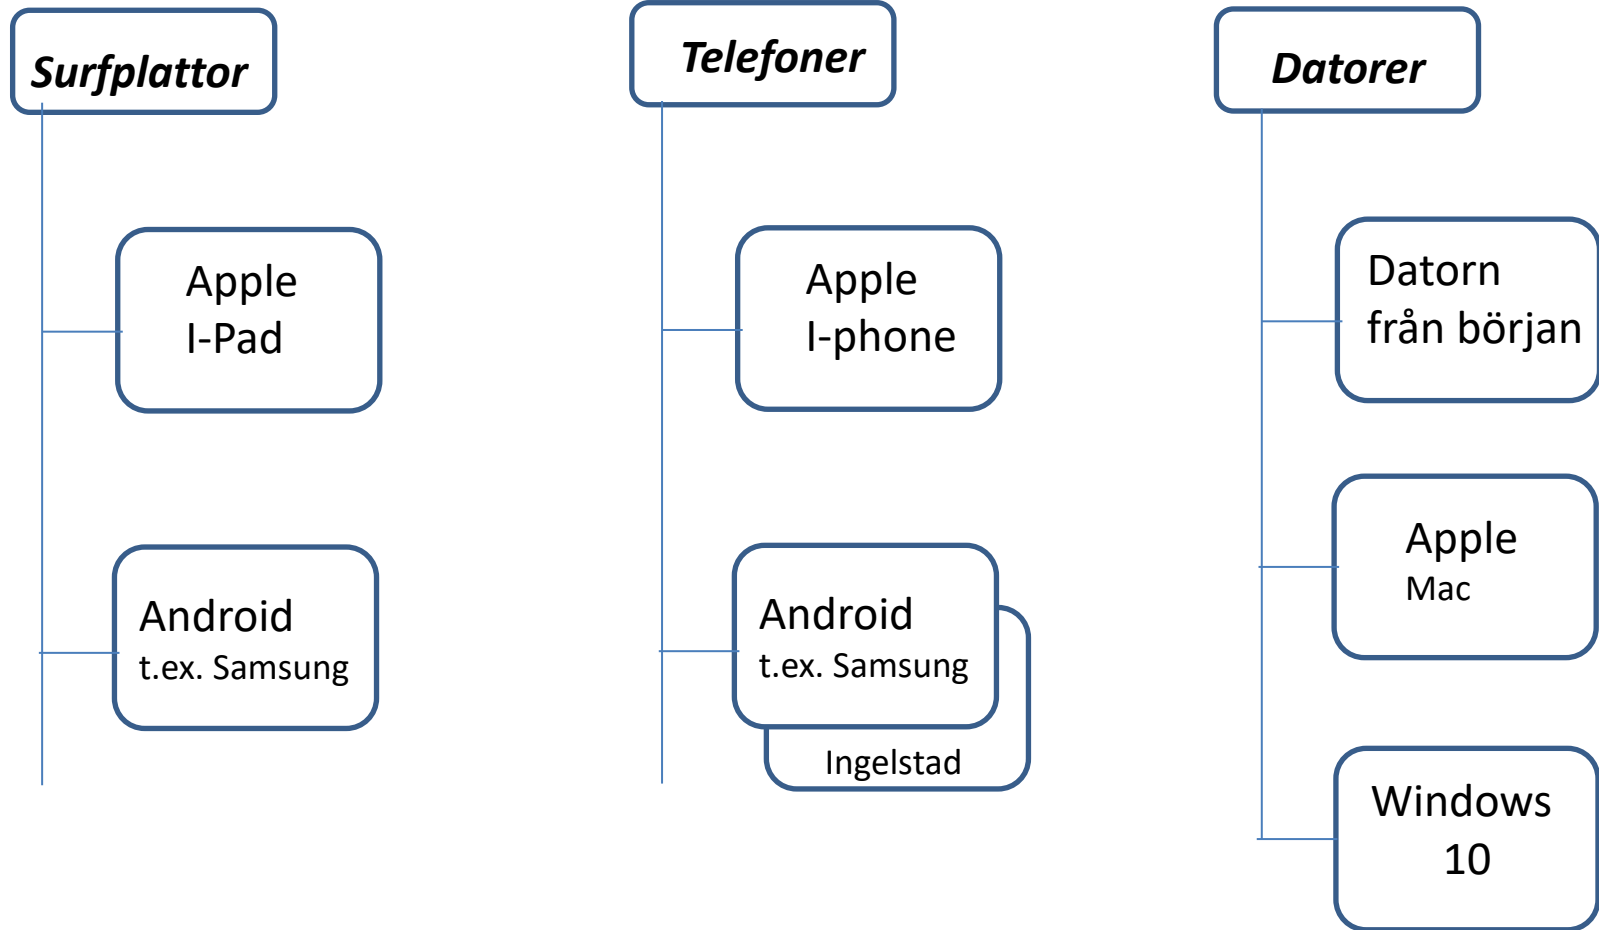 Surfplattor
Apple
I-Pad
Android
t.ex. Samsung
Telefoner
Apple
I-phone
Android
t.ex. Samsung
Ingelstad
Datorer
Datorn
från början
Apple
Mac
Windows
10